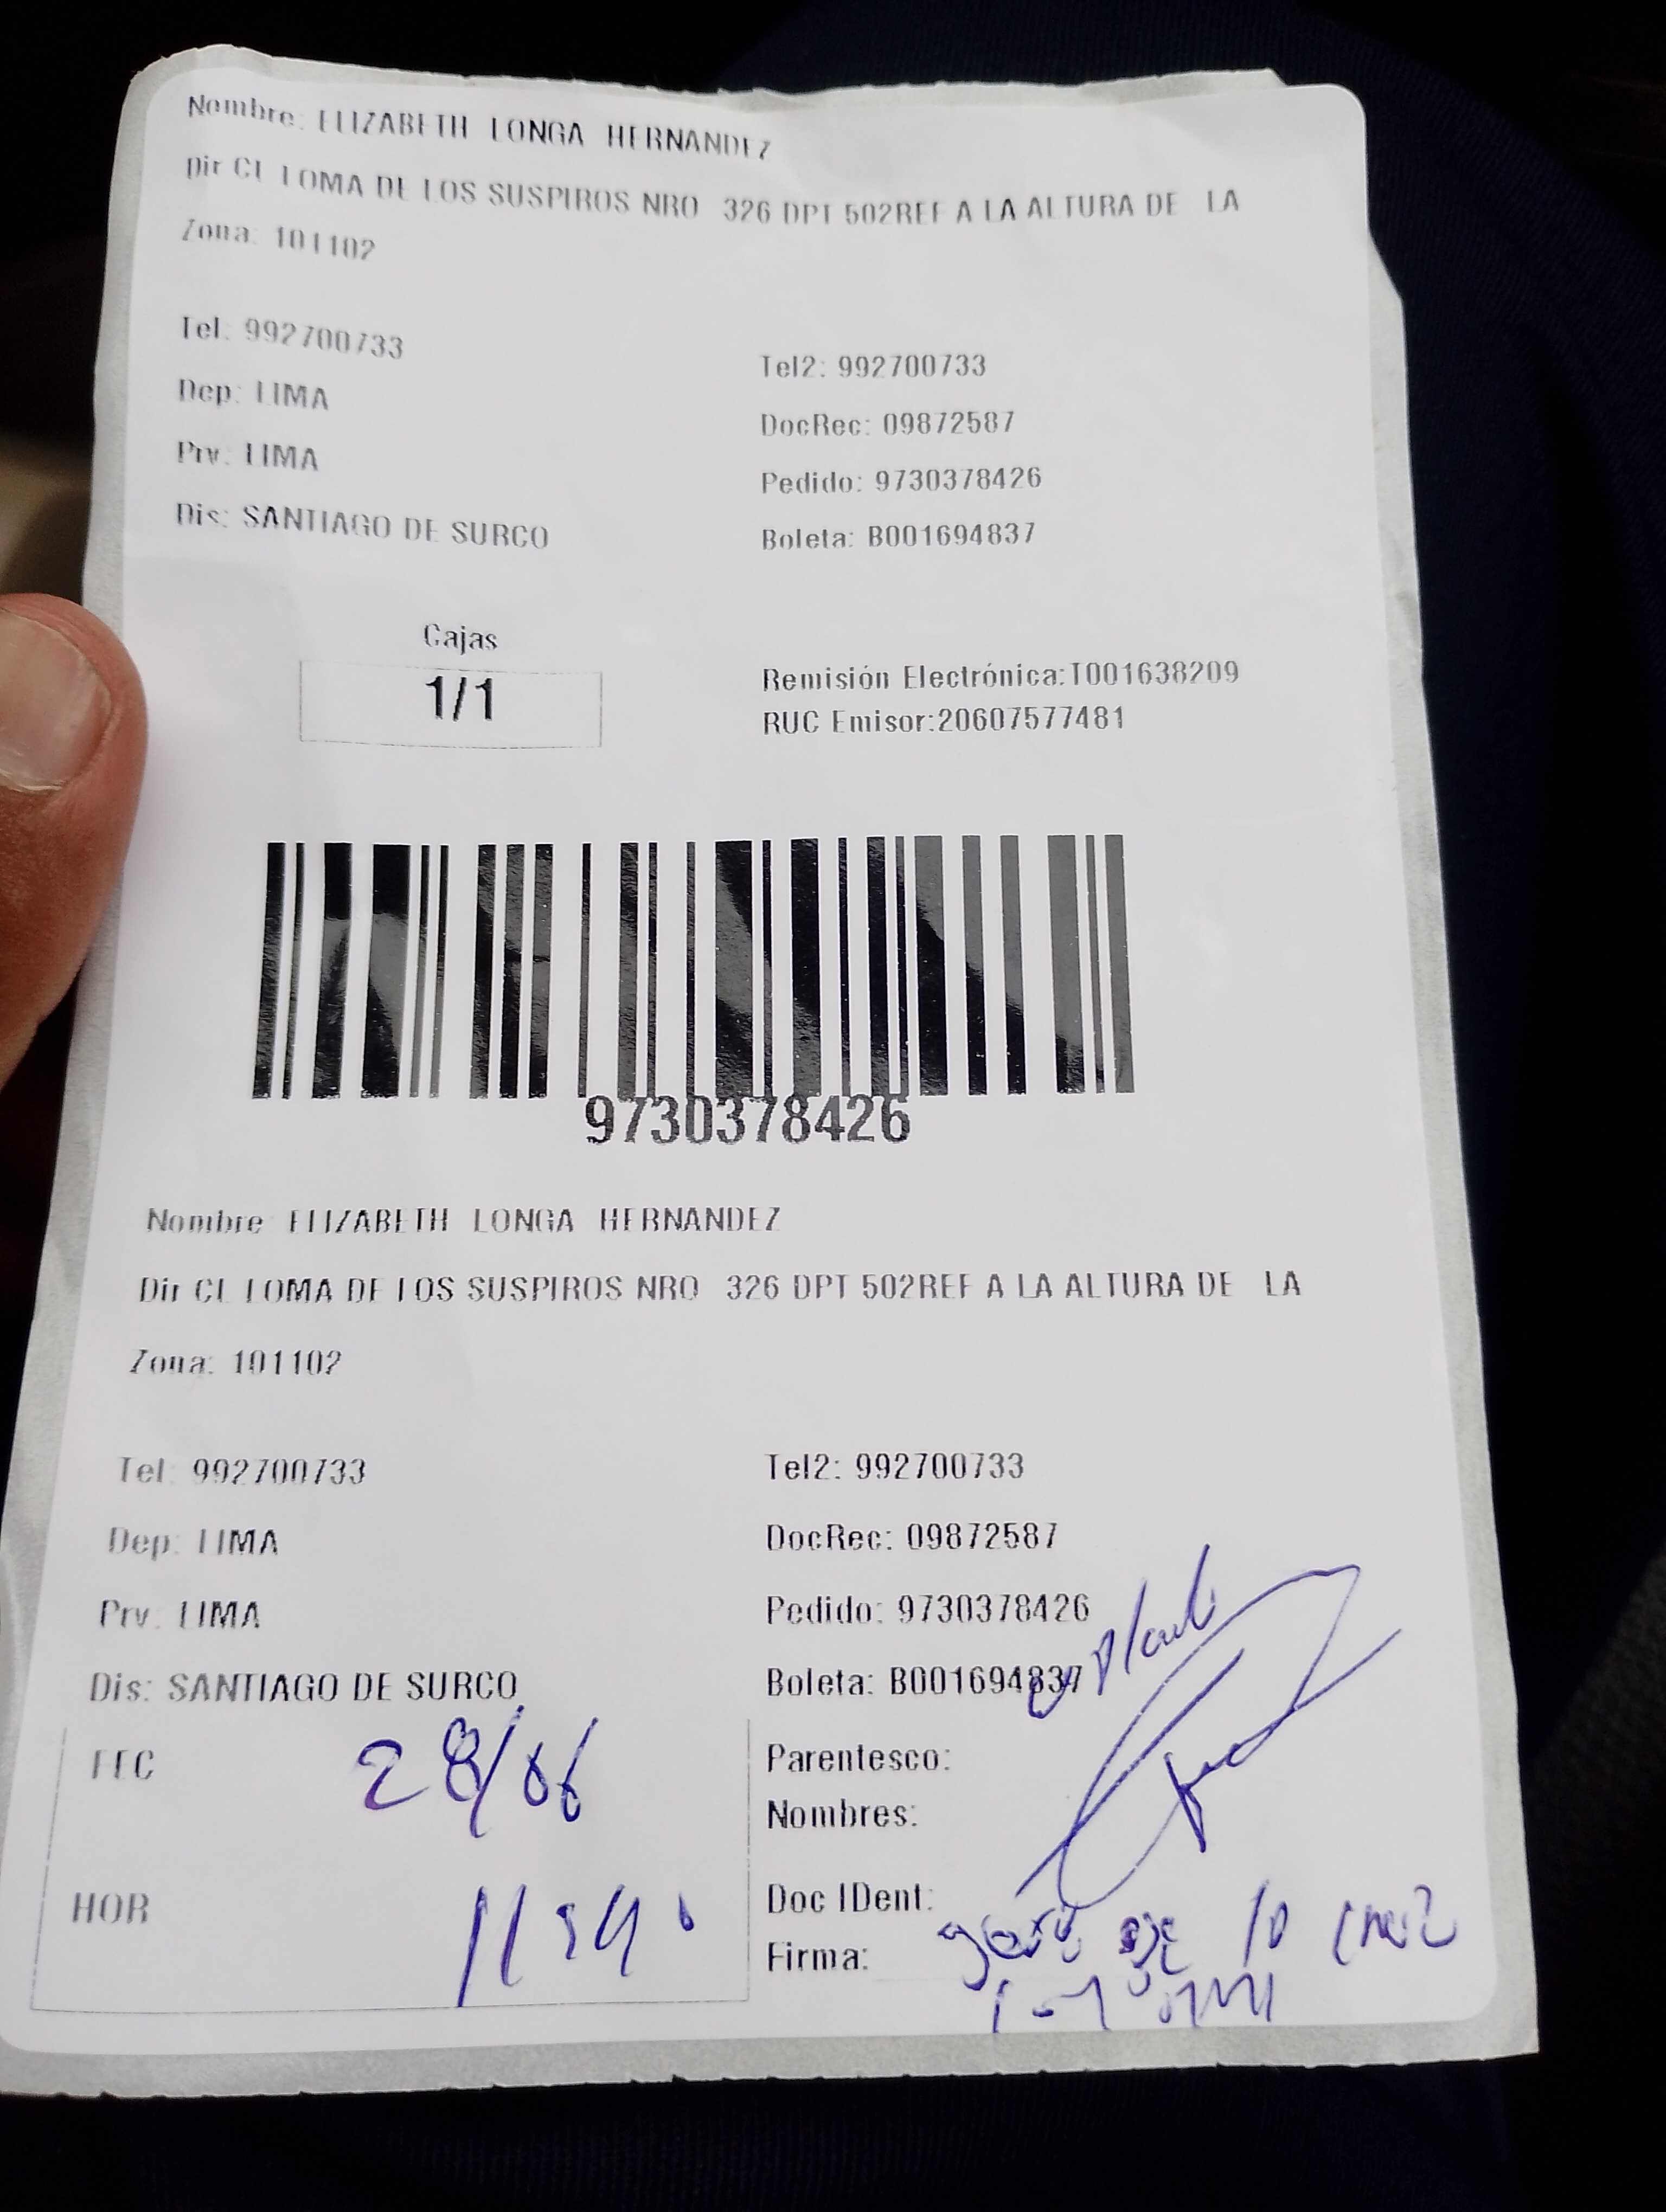 Nombre: ELIZABETH LONGA HERNANDEZ
Dir CL LOMA DE LOS SUSPIROS NRO 326 DPT 502REF A LA ALTURA DE LA
Zona: 101102
Tel: 992700733
Tel2: 992700733
Dep: LIMA
DocRec: 09872587
Prv: LIMA
Pedido: 9730378426
Dis: SANTIAGO DE SURCO
Boleta: B001694837
Cajas
1/1
Remisión Electrónica:T001638209
RUC Emisor:20607577481
9730378426
Nombre ELIZABETH LONGA HERNANDEZ
Dir CL LOMA DE LOS SUSPIROS NRO 326 DPT 502REF A LA ALTURA DE LA
Zona: 101102
Tel: 992700733
Tel2: 992700733
Dep: LIMA
DocRec: 09872587
Prv: LIMA
Pedido: 9730378426
Dis: SANTIAGO DE SURCO
Boleta: B001694837
FEC 28/06
Parentesco:
Nombres:
HOR
Doc IDent:
Firma: